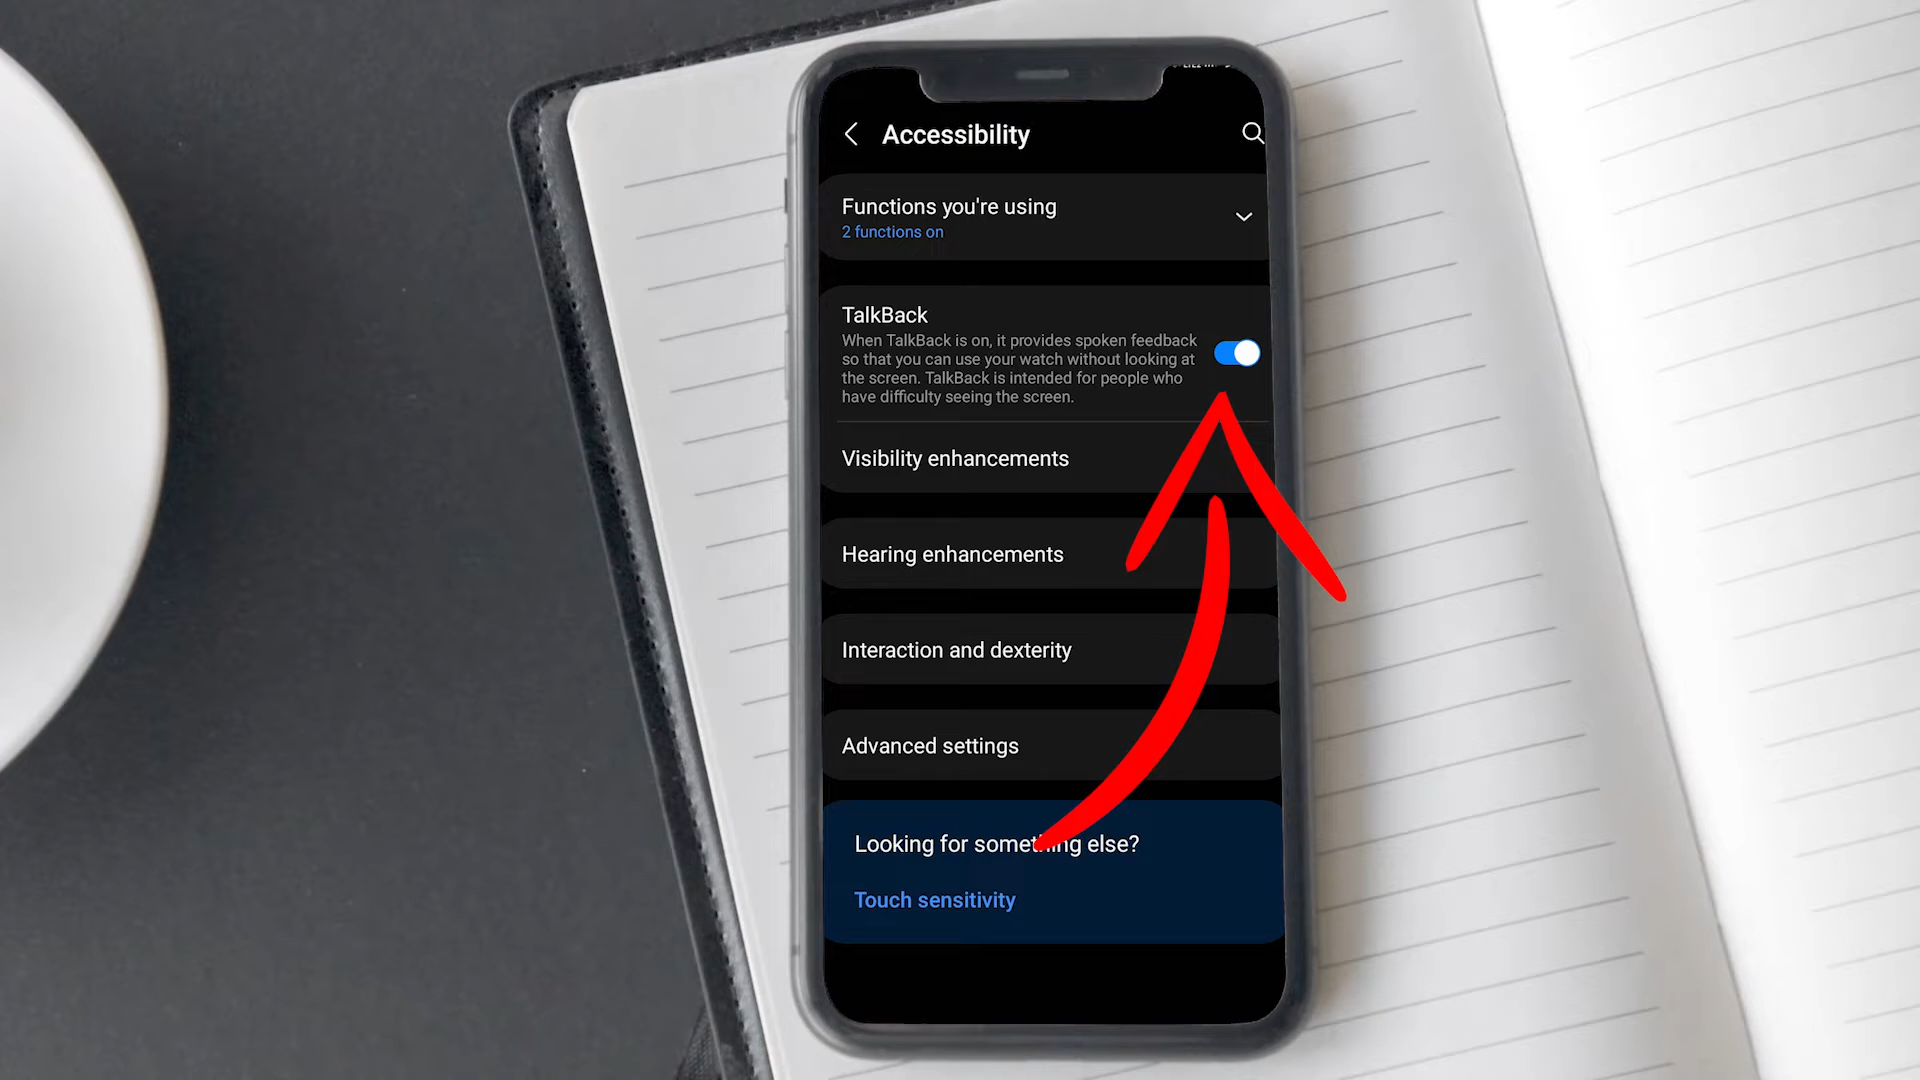 Accessibility
Functions you're using
2 functions on
TalkBack
When TalkBack is on, it provides spoken feedback
so that you can use your watch without looking at
the screen. TalkBack is intended for people who
have difficulty seeing the screen.
Visibility enhancements
Hearing enhancements
Interaction and dexterity
Advanced settings
Looking for something else?
Touch sensitivity